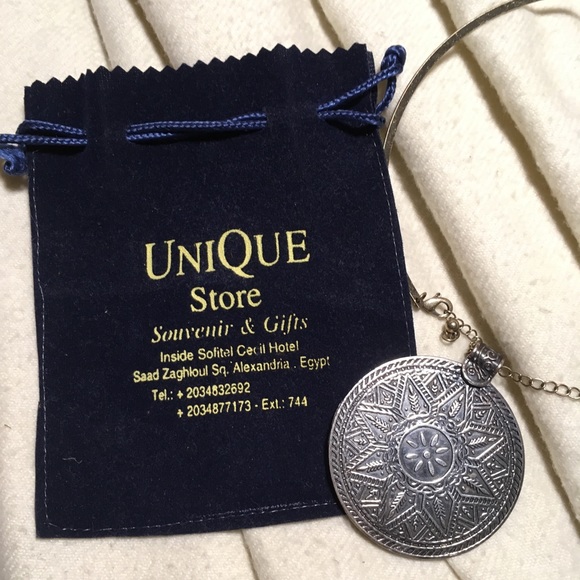 UNIQUE
Store
Souvenir & Gifts
Inside Sofitel Cecil Hotel
Saad Zaghloul Sq. Alexandria . Egypt
Tel.: + 2034832692
+ 2034877173 - Ext.: 744